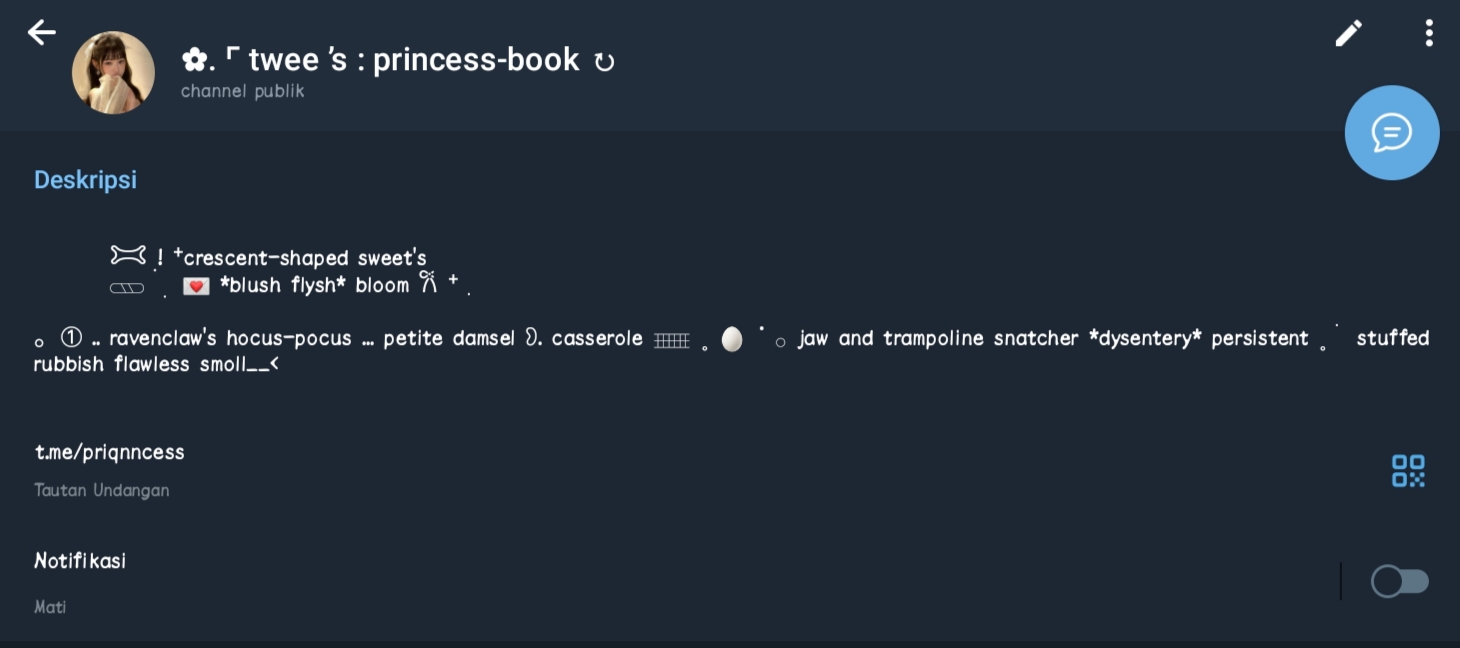 ✿. ⌜ twee ’s : princess-book ↻
channel publik
Deskripsi
! ⁺crescent-shaped sweet's
. 💌 *blush flysh* bloom 𐙚 ⁺ .
｡ ① .. ravenclaw's hocus-pocus ... petite damsel ᦒ. casserole 𝄜 ｡ 🥚 ˙ ○ jaw and trampoline snatcher *dysentery* persistent ｡˙ stuffed
rubbish flawless smoll__<
t.me/priqnncess
Tautan Undangan
Notifikasi
Mati